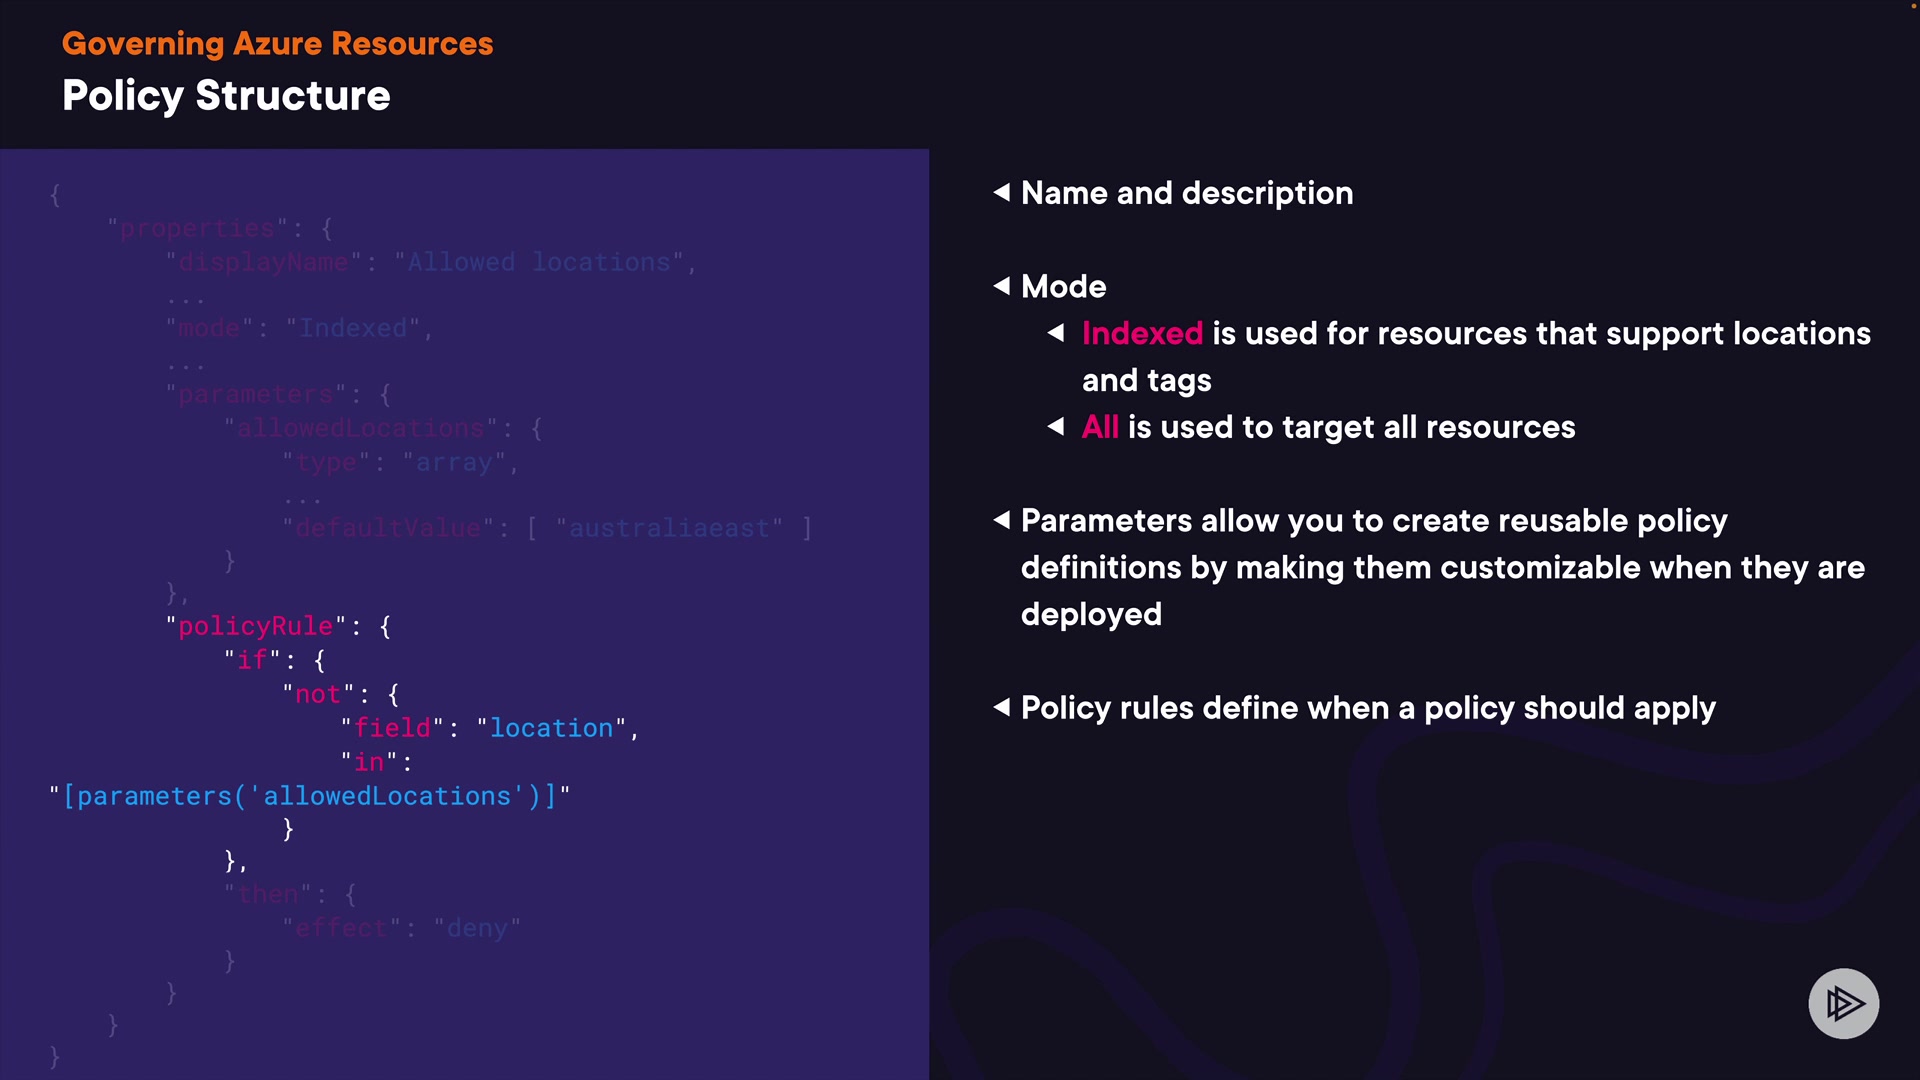 Governing Azure Resources
Policy Structure
{
"properties": {
"displayName": "Allowed locations",
...
"mode": "Indexed",
...
"parameters": {
"allowedLocations": {
"type": "array",
...
"defaultValue": [ "australiaeast" ]
}
},
"policyRule": {
"if": {
"not": {
"field": "location",
"in":
"[parameters('allowedLocations')]"
}
},
"then": {
"effect": "deny"
}
}
}
}
Name and description
Mode
Indexed is used for resources that support locations
and tags
All is used to target all resources
Parameters allow you to create reusable policy
definitions by making them customizable when they are
deployed
Policy rules define when a policy should apply